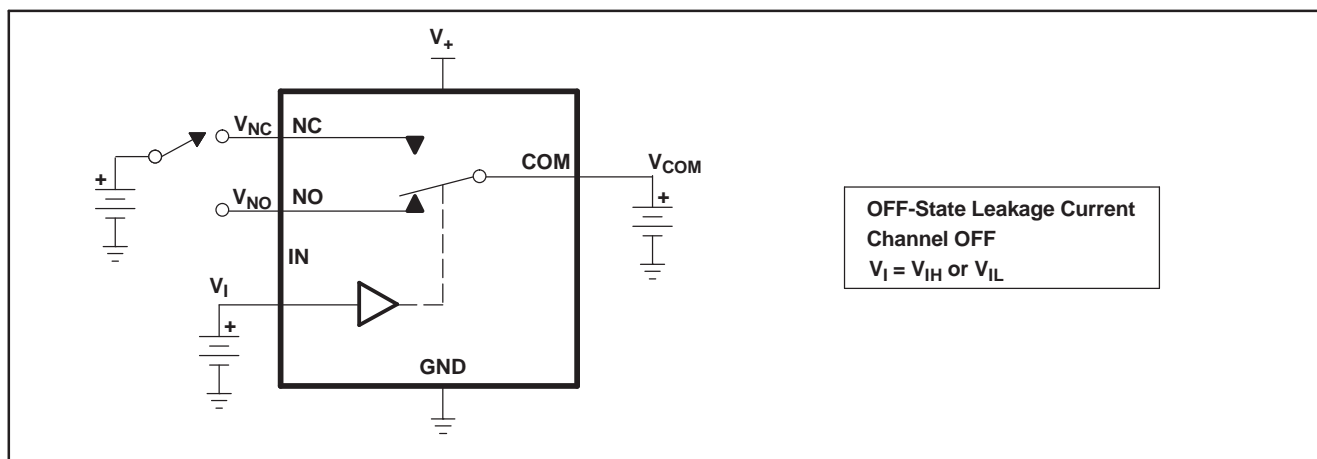 V+
VNC NC
COM VCOM
+
VNO NO
+
IN
VI
+
GND
OFF-State Leakage Current
Channel OFF
VI = VIH or VIL